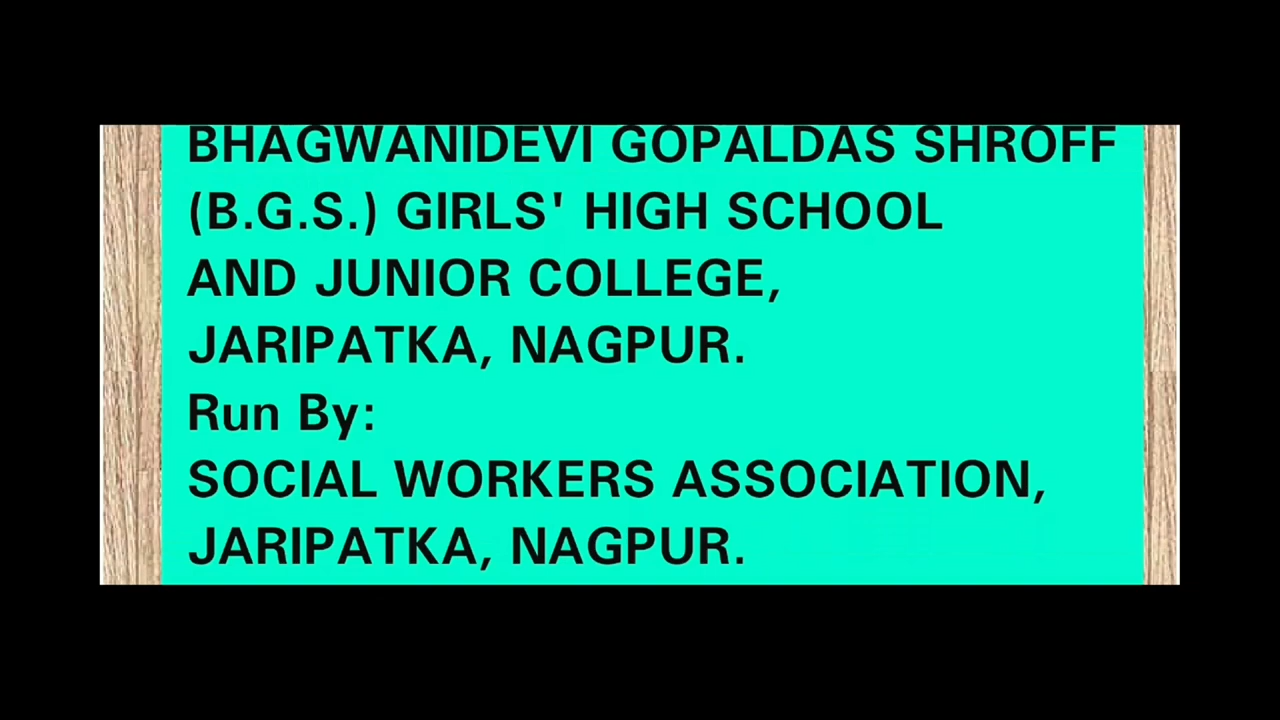 BHAGWANIDEVI GOPALDAS SHROFF
(B.G.S.) GIRLS' HIGH SCHOOL
AND JUNIOR COLLEGE,
JARIPATKA, NAGPUR.
Run By:
SOCIAL WORKERS ASSOCIATION,
JARIPATKA, NAGPUR.